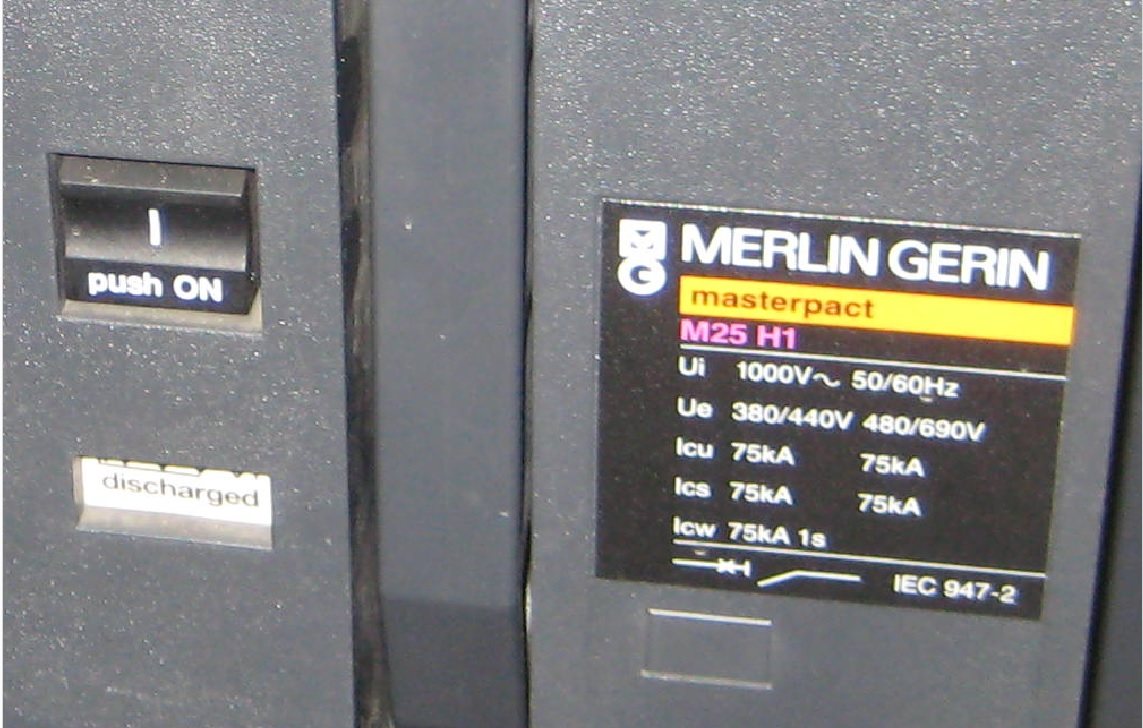 I
push ON
discharged
MG
MERLIN GERIN
masterpact
M25 H1
Ui 1000V~ 50/60Hz
Ue 380/440V 480/690V
Icu 75kA 75kA
Ics 75kA 75kA
Icw 75kA 1s
IEC 947-2